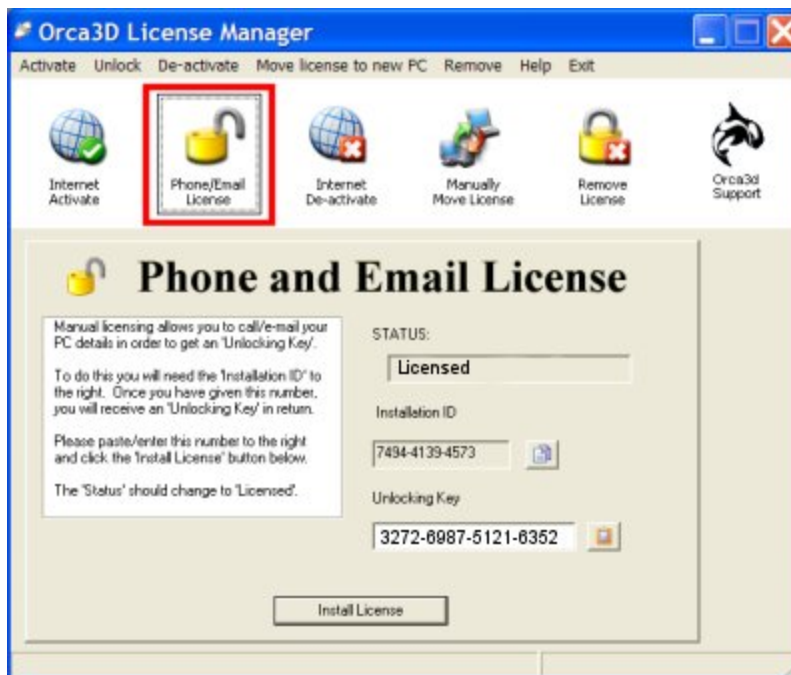 Orca3D License Manager
Activate Unlock De-activate Move license to new PC Remove Help Exit
Internet
Activate
Phone/Email
License
Internet
De-activate
Manually
Move License
Remove
License
Orca3d
Support
Phone and Email License
Manual licensing allows you to call/e-mail your
PC details in order to get an 'Unlocking Key'.
To do this you will need the 'Installation ID' to
the right. Once you have given this number,
you will receive an 'Unlocking Key' in return.
Please paste/enter this number to the right
and click the 'Install License' button below.
The 'Status' should change to 'Licensed'.
STATUS:
Licensed
Installation ID
7494-4139-4573
Unlocking Key
3272-6987-5121-6352
Install License